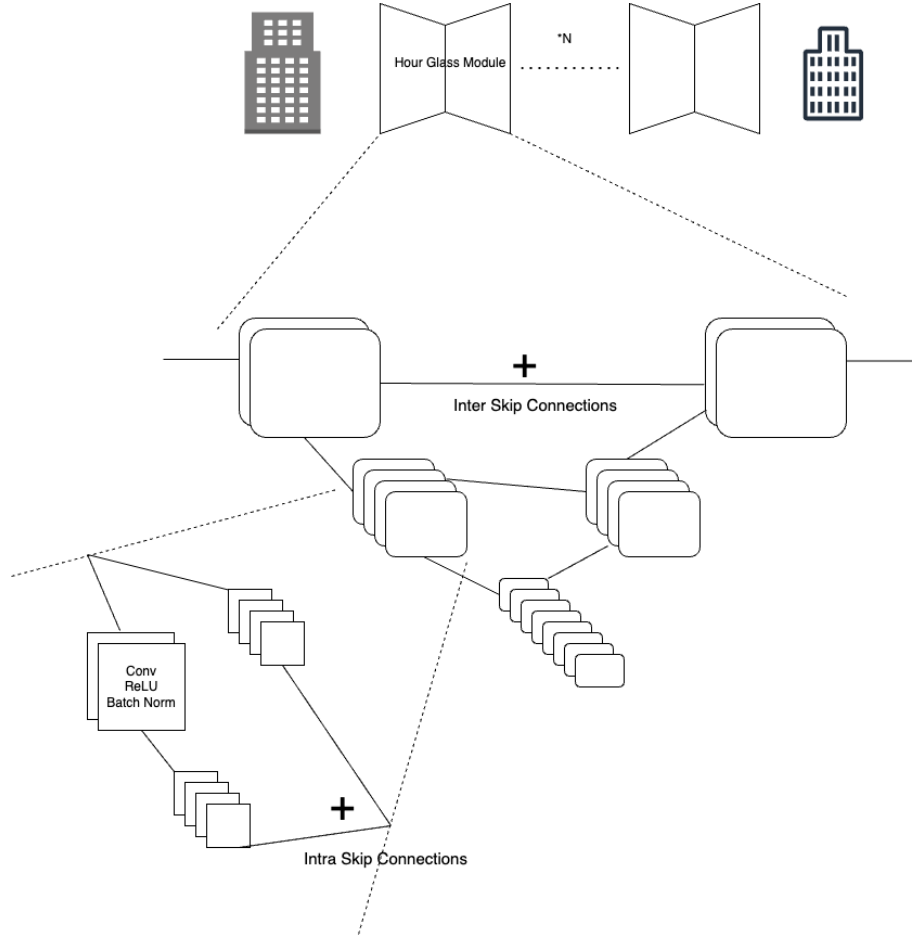 Hour Glass Module
*N
+
Inter Skip Connections
Conv
ReLU
Batch Norm
+
Intra Skip Connections